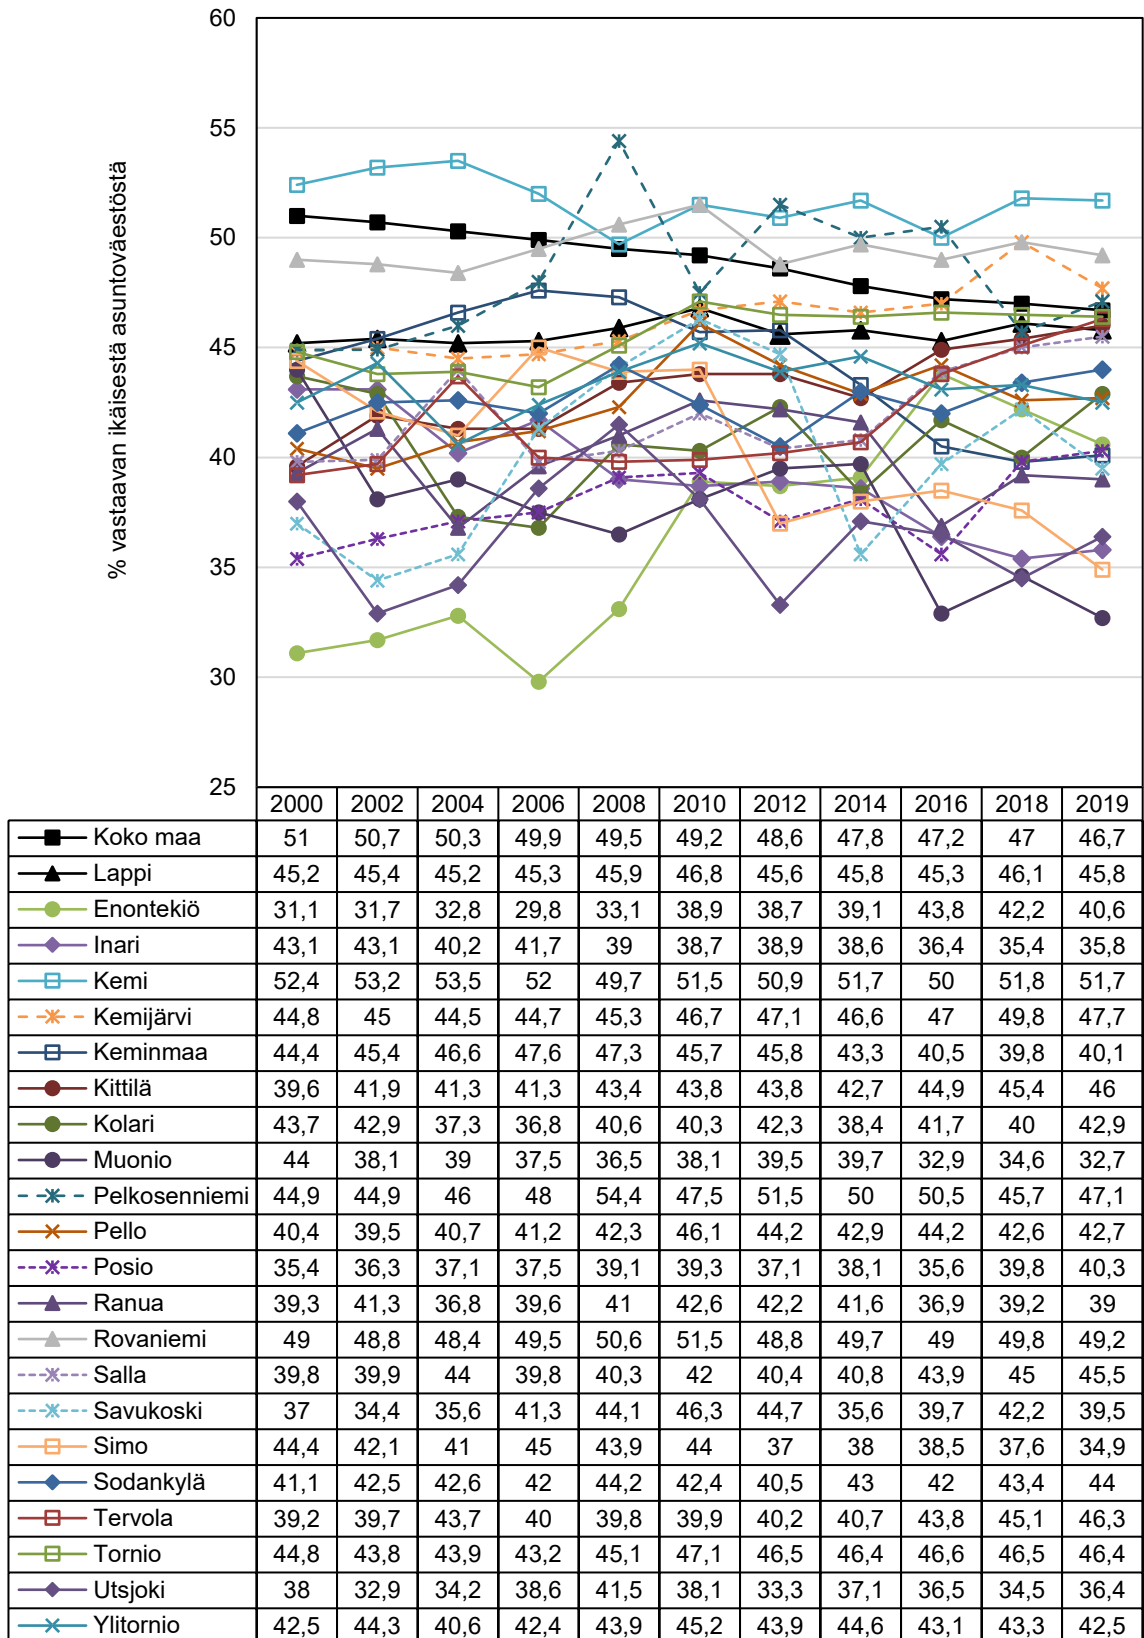 60
55
50
45
40
35
30
25
% vastaavan ikäisestä asuntoväestöstä
2000 2002 2004 2006 2008 2010 2012 2014 2016 2018 2019
Koko maa 51 50,7 50,3 49,9 49,5 49,2 48,6 47,8 47,2 47 46,7
Lappi 45,2 45,4 45,2 45,3 45,9 46,8 45,6 45,8 45,3 46,1 45,8
Enontekiö 31,1 31,7 32,8 29,8 33,1 38,9 38,7 39,1 43,8 42,2 40,6
Inari 43,1 43,1 40,2 41,7 39 38,7 38,9 38,6 36,4 35,4 35,8
Kemi 52,4 53,2 53,5 52 49,7 51,5 50,9 51,7 50 51,8 51,7
Kemijärvi 44,8 45 44,5 44,7 45,3 46,7 47,1 46,6 47 49,8 47,7
Keminmaa 44,4 45,4 46,6 47,6 47,3 45,7 45,8 43,3 40,5 39,8 40,1
Kittilä 39,6 41,9 41,3 41,3 43,4 43,8 43,8 42,7 44,9 45,4 46
Kolari 43,7 42,9 37,3 36,8 40,6 40,3 42,3 38,4 41,7 40 42,9
Muonio 44 38,1 39 37,5 36,5 38,1 39,5 39,7 32,9 34,6 32,7
Pelkosenniemi 44,9 44,9 46 48 54,4 47,5 51,5 50 50,5 45,7 47,1
Pello 40,4 39,5 40,7 41,2 42,3 46,1 44,2 42,9 44,2 42,6 42,7
Posio 35,4 36,3 37,1 37,5 39,1 39,3 37,1 38,1 35,6 39,8 40,3
Ranua 39,3 41,3 36,8 39,6 41 42,6 42,2 41,6 36,9 39,2 39
Rovaniemi 49 48,8 48,4 49,5 50,6 51,5 48,8 49,7 49 49,8 49,2
Salla 39,8 39,9 44 39,8 40,3 42 40,4 40,8 43,9 45 45,5
Savukoski 37 34,4 35,6 41,3 44,1 46,3 44,7 35,6 39,7 42,2 39,5
Simo 44,4 42,1 41 45 43,9 44 37 38 38,5 37,6 34,9
Sodankylä 41,1 42,5 42,6 42 44,2 42,4 40,5 43 42 43,4 44
Tervola 39,2 39,7 43,7 40 39,8 39,9 40,2 40,7 43,8 45,1 46,3
Tornio 44,8 43,8 43,9 43,2 45,1 47,1 46,5 46,4 46,6 46,5 46,4
Utsjoki 38 32,9 34,2 38,6 41,5 38,1 33,3 37,1 36,5 34,5 36,4
Ylitornio 42,5 44,3 40,6 42,4 43,9 45,2 43,9 44,6 43,1 43,3 42,5